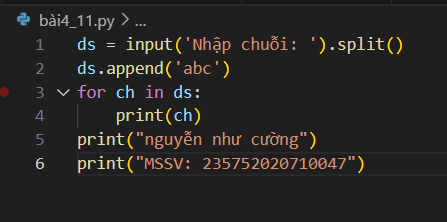 bài4_11.py > ...
1 ds = input('Nhập chuỗi: ').split()
2 ds.append('abc')
3 for ch in ds:
4     print(ch)
5 print("nguyễn như cường")
6 print("MSSV: 235752020710047")